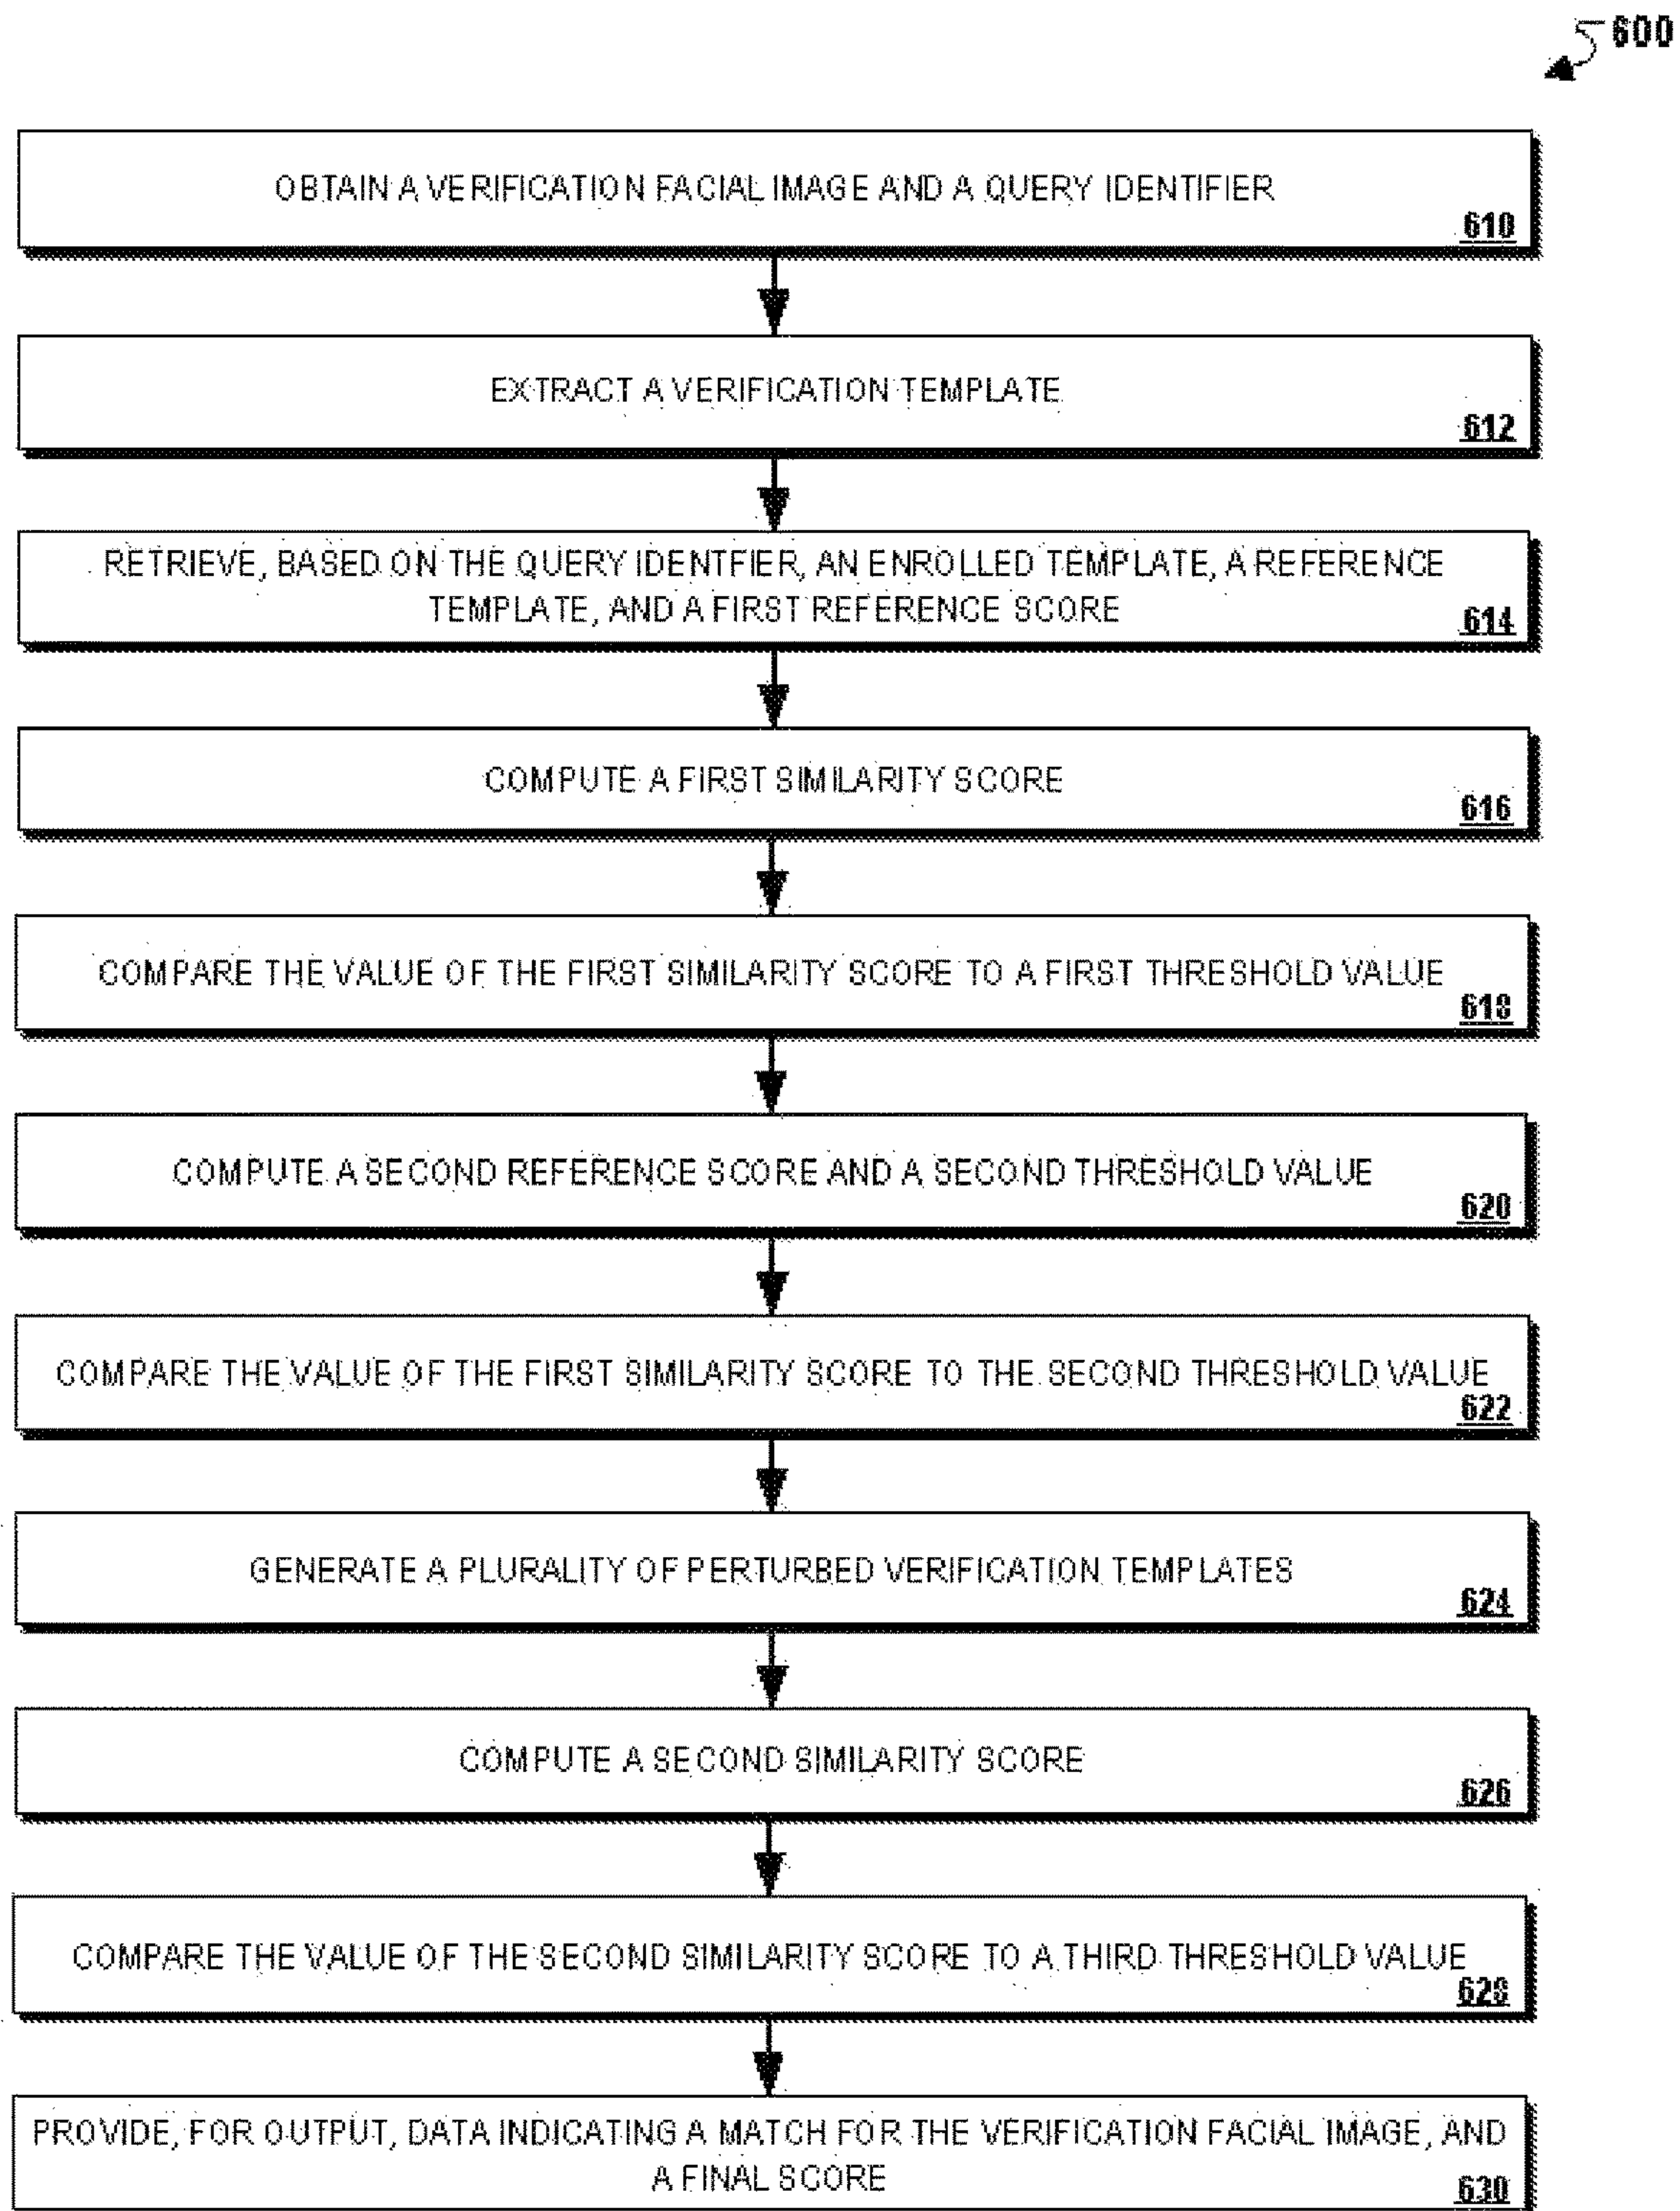 600
OBTAIN A VERIFICATION FACIAL IMAGE AND A QUERY IDENTIFIER
610
EXTRACT A VERIFICATION TEMPLATE
612
RETRIEVE, BASED ON THE QUERY IDENTFIER, AN ENROLLED TEMPLATE, A REFERENCE
TEMPLATE, AND A FIRST REFERENCE SCORE
614
COMPUTE A FIRST SIMILARITY SCORE
616
COMPARE THE VALUE OF THE FIRST SIMILARITY SCORE TO A FIRST THRESHOLD VALUE
618
COMPUTE A SECOND REFERENCE SCORE AND A SECOND THRESHOLD VALUE
620
COMPARE THE VALUE OF THE FIRST SIMILARITY SCORE TO THE SECOND THRESHOLD VALUE
622
GENERATE A PLURALITY OF PERTURBED VERIFICATION TEMPLATES
624
COMPUTE A SECOND SIMILARITY SCORE
626
COMPARE THE VALUE OF THE SECOND SIMILARITY SCORE TO A THIRD THRESHOLD VALUE
628
PROVIDE, FOR OUTPUT, DATA INDICATING A MATCH FOR THE VERIFICATION FACIAL IMAGE, AND
A FINAL SCORE
630